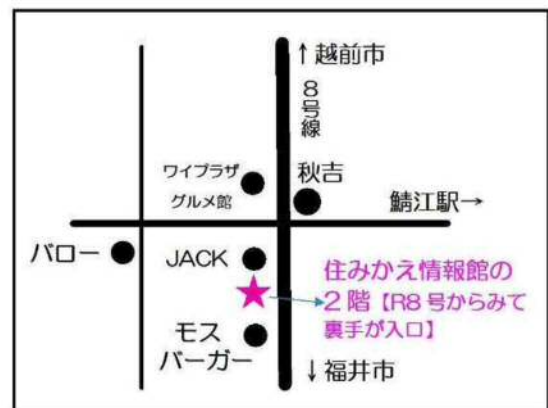 ↑越前市
8号線
ワイプラザ
グルメ館
秋吉
鯖江駅→
バロー
JACK
住みかえ情報館の
2階【R8号からみて
裏手が入口】
モス
バーガー
↓福井市